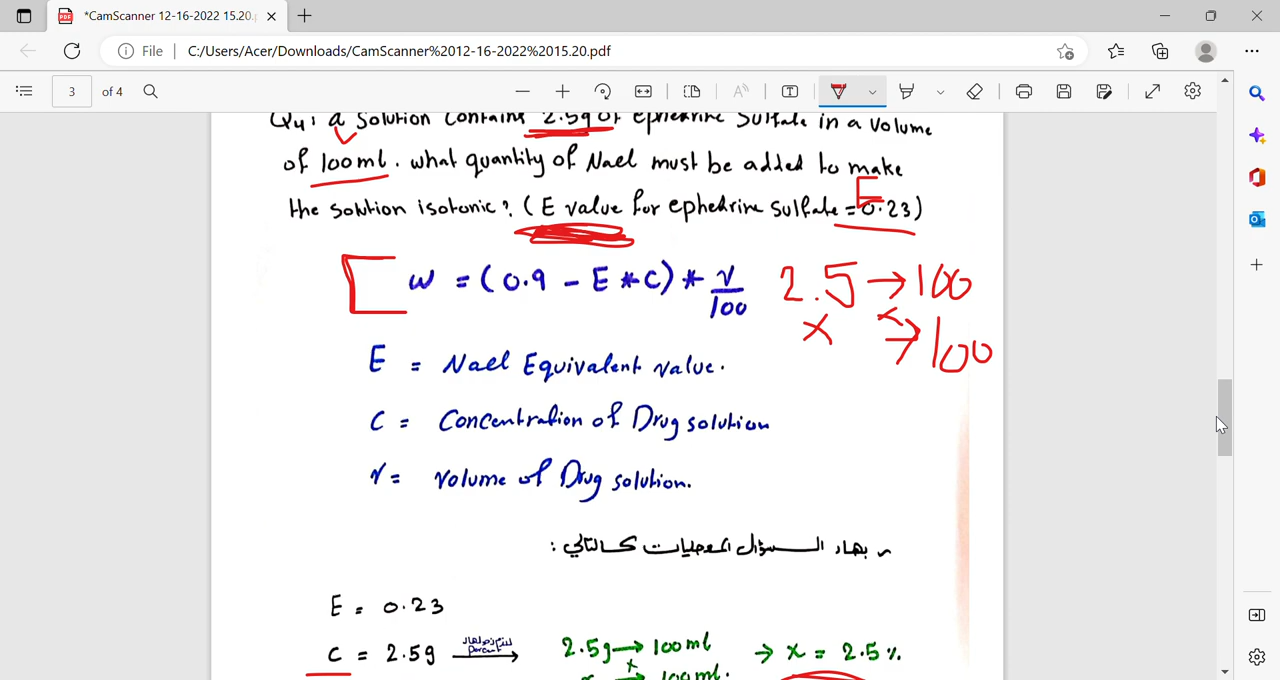 *CamScanner 12-16-2022 15.20.p
File | C:/Users/Acer/Downloads/CamScanner%2012-16-2022%2015.20.pdf
3 of 4
Q4: a solution contains 2.5g of ephedrine sulfate in a volume
of 100ml. what quantity of Nacl must be added to make
the solution isotonic? (E value for ephedrine sulfate = 0.23)
E
w = (0.9 - E * C) * v/100
2.5 → 100
x → 100
E = Nacl Equivalent value.
C = Concentration of Drug solution
v = volume of Drug solution.
بهاد السؤال المعطيات كالتالي :
E = 0.23
C = 2.5g → 2.5g → 100ml → x = 2.5 %
x → 100ml.